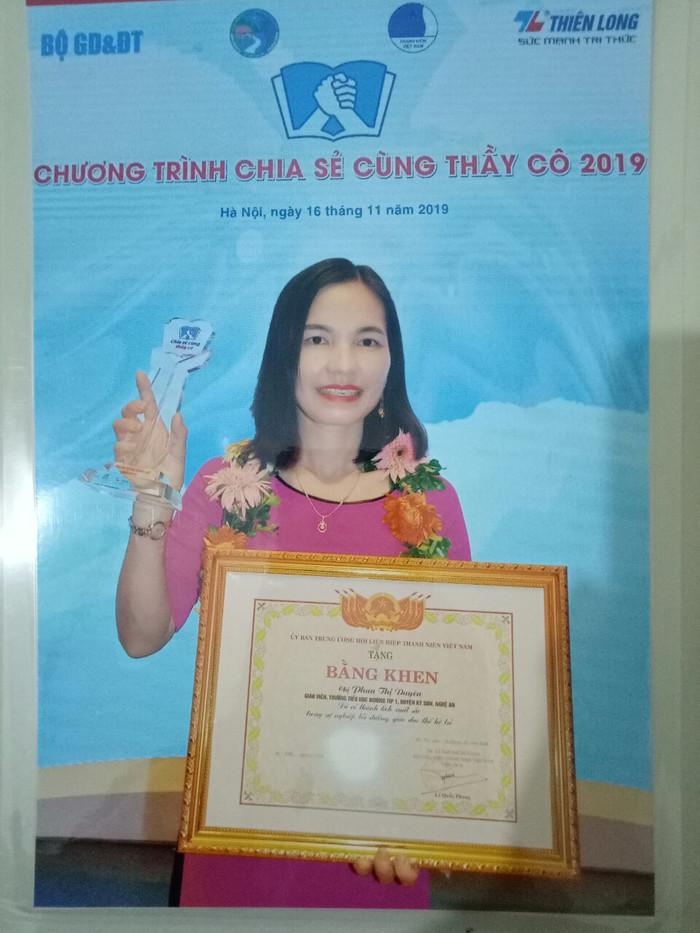 BỘ GD&ĐT
THANH NIÊN
VIỆT NAM
THIÊN LONG
SỨC MẠNH TRI THỨC
CHƯƠNG TRÌNH CHIA SẺ CÙNG THẦY CÔ 2019
Hà Nội, ngày 16 tháng 11 năm 2019
Chia sẻ cùng
thầy cô
ỦY BAN TRUNG ƯƠNG HỘI LIÊN HIỆP THANH NIÊN VIỆT NAM
TẶNG
BẰNG KHEN
Chị Phan Thị Duyên
GIÁO VIÊN, TRƯỜNG TIỂU HỌC MƯỜNG TÍP 1, HUYỆN KỲ SƠN, NGHỆ AN
Đã có thành tích xuất sắc
trong sự nghiệp bồi dưỡng, giáo dục thế hệ trẻ